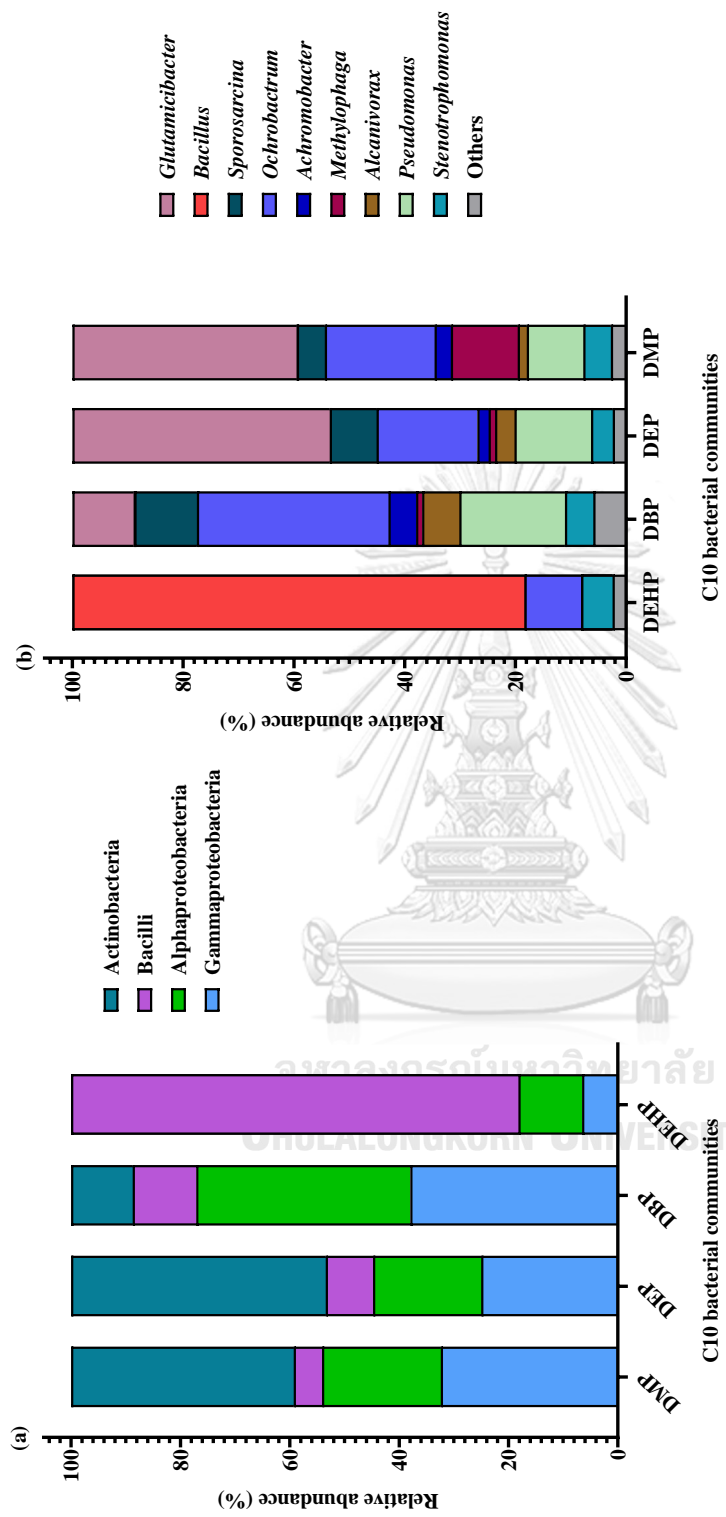 (a)
Relative abundance (%)
100
80
60
40
20
0
DMP
DEP
DBP
DEHP
C10 bacterial communities
Actinobacteria
Bacilli
Alphaproteobacteria
Gammaproteobacteria
(b)
Relative abundance (%)
100
80
60
40
20
0
DEHP
DBP
DEP
DMP
C10 bacterial communities
Glutamicibacter
Bacillus
Sporosarcina
Ochrobactrum
Achromobacter
Methylophaga
Alcanivorax
Pseudomonas
Stenotrophomonas
Others
จุฬาลงกรณ์มหาวิทยาลัย
CHULALONGKORN UNIVERSIT